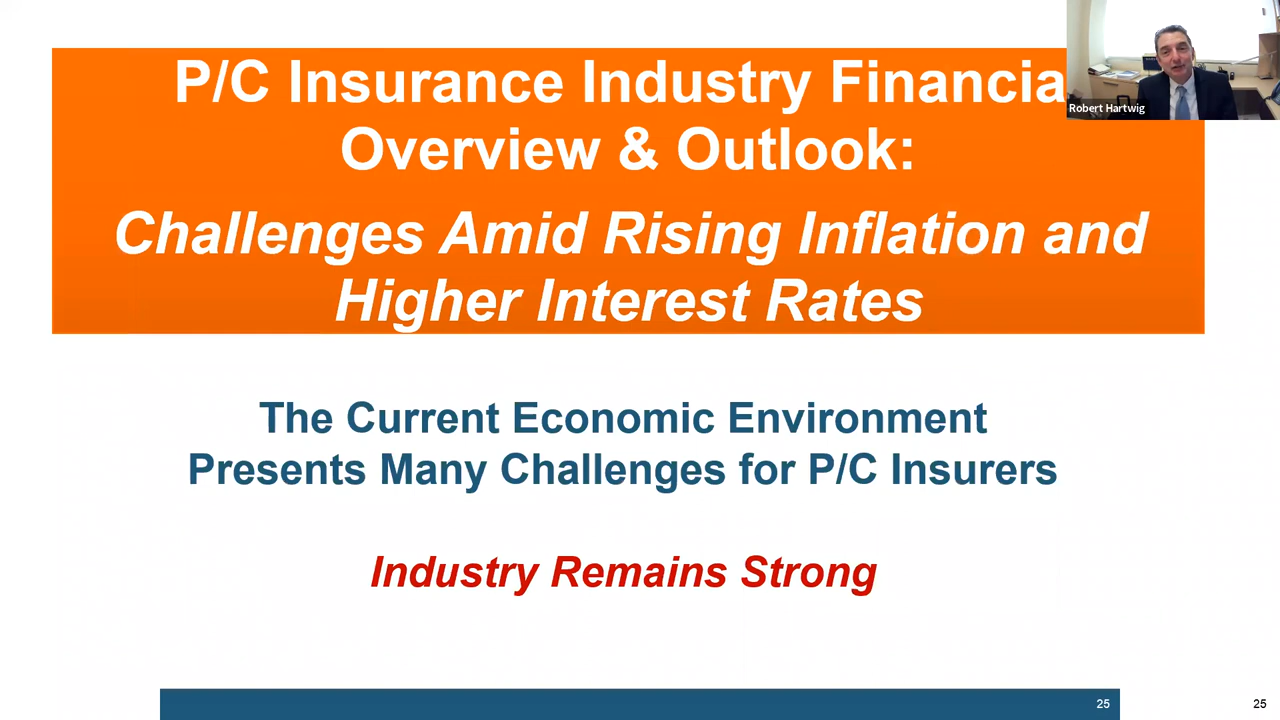 P/C Insurance Industry Financia
Overview & Outlook:
Challenges Amid Rising Inflation and
Higher Interest Rates
Robert Hartwig
The Current Economic Environment
Presents Many Challenges for P/C Insurers
Industry Remains Strong
25
25